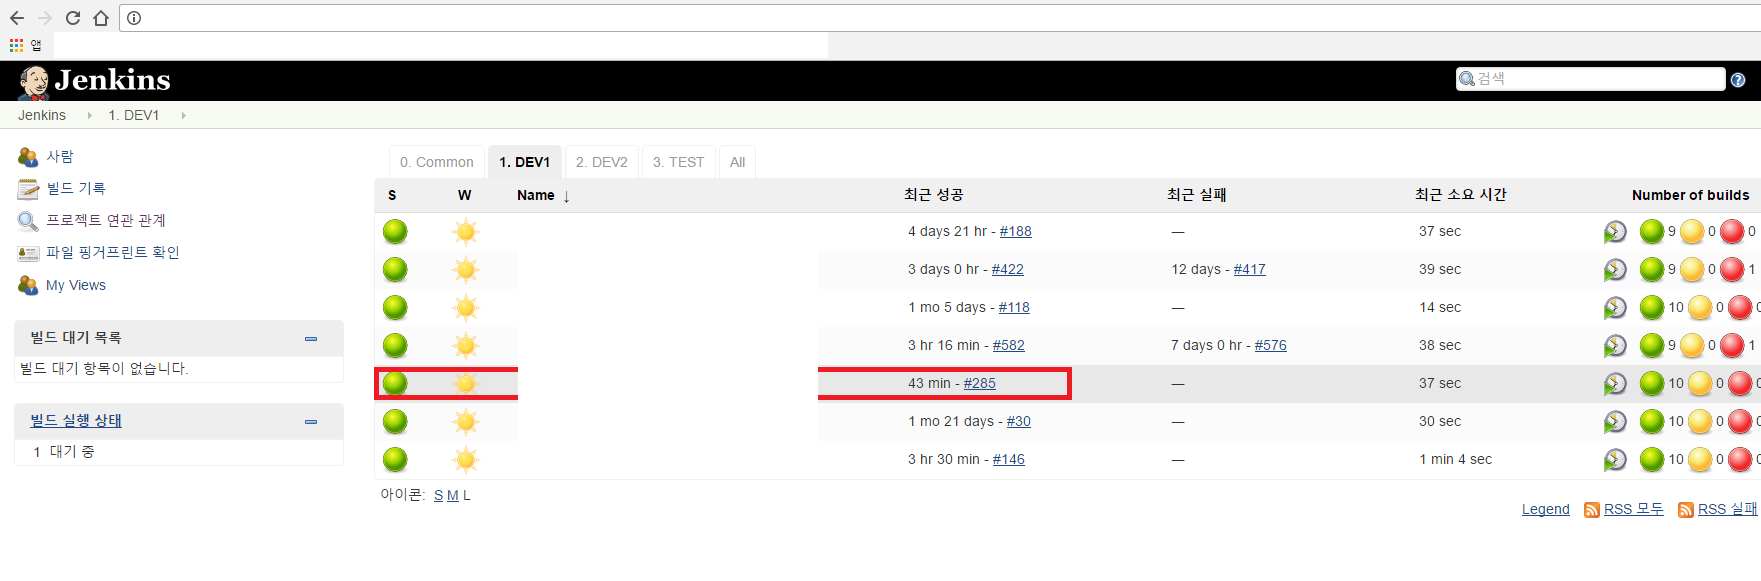 앱
Jenkins
검색
Jenkins 1. DEV1
사람
빌드 기록
프로젝트 연관 관계
파일 핑거프린트 확인
My Views
빌드 대기 목록
빌드 대기 항목이 없습니다.
빌드 실행 상태
1 대기 중
0. Common 1. DEV1 2. DEV2 3. TEST All
S W Name ↓ 최근 성공 최근 실패 최근 소요 시간 Number of builds
4 days 21 hr - #188 — 37 sec 9 0 0
3 days 0 hr - #422 12 days - #417 39 sec 9 0 1
1 mo 5 days - #118 — 14 sec 10 0 0
3 hr 16 min - #582 7 days 0 hr - #576 38 sec 9 0 1
43 min - #285 — 37 sec 10 0 0
1 mo 21 days - #30 — 30 sec 10 0 0
3 hr 30 min - #146 — 1 min 4 sec 10 0 0
아이콘: S M L
Legend RSS 모두 RSS 실패